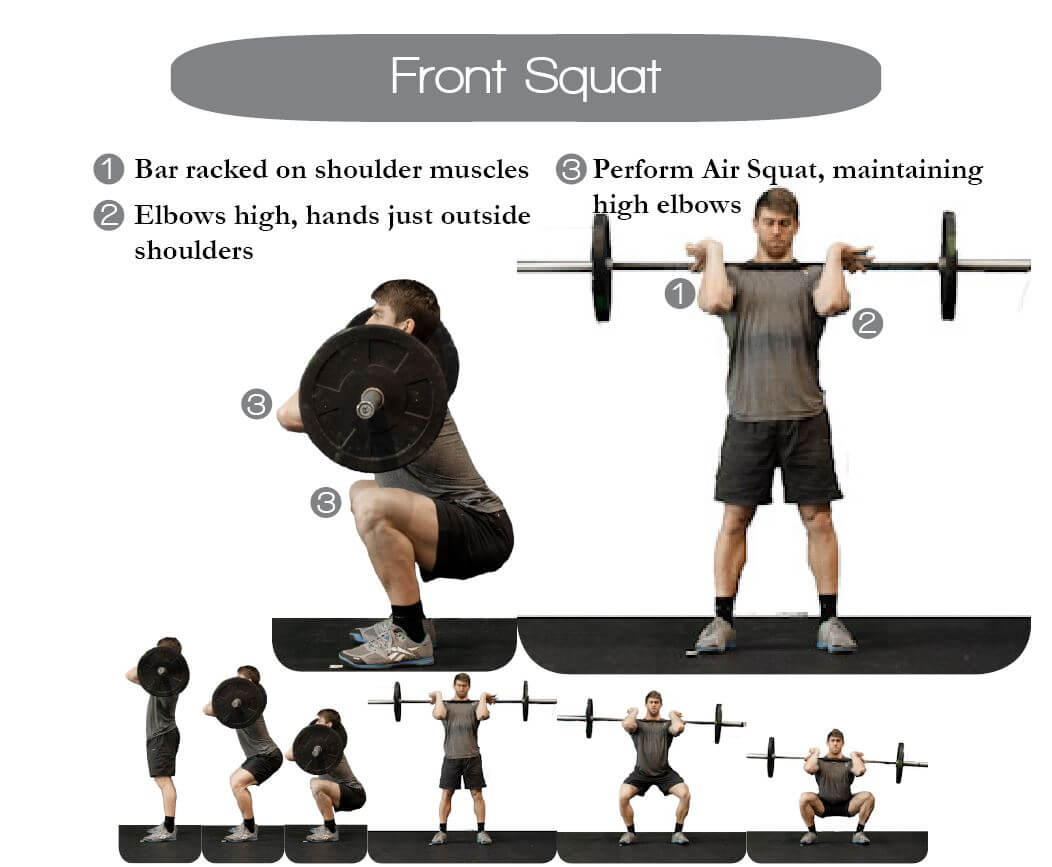 Front Squat
1 Bar racked on shoulder muscles
2 Elbows high, hands just outside
shoulders
3 Perform Air Squat, maintaining
high elbows
1
2
3
3